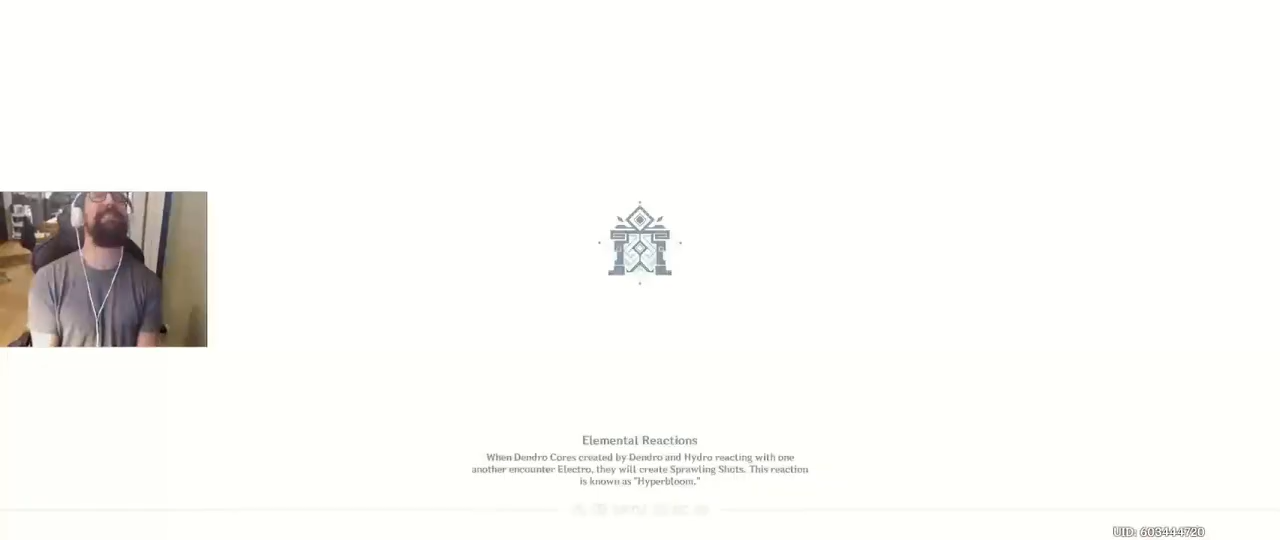 Elemental Reactions
When Dendro Cores created by Dendro and Hydro reacting with one
another encounter Electro, they will create Sprawling Shots. This reaction
is known as "Hyperbloom."
UID: 603444720